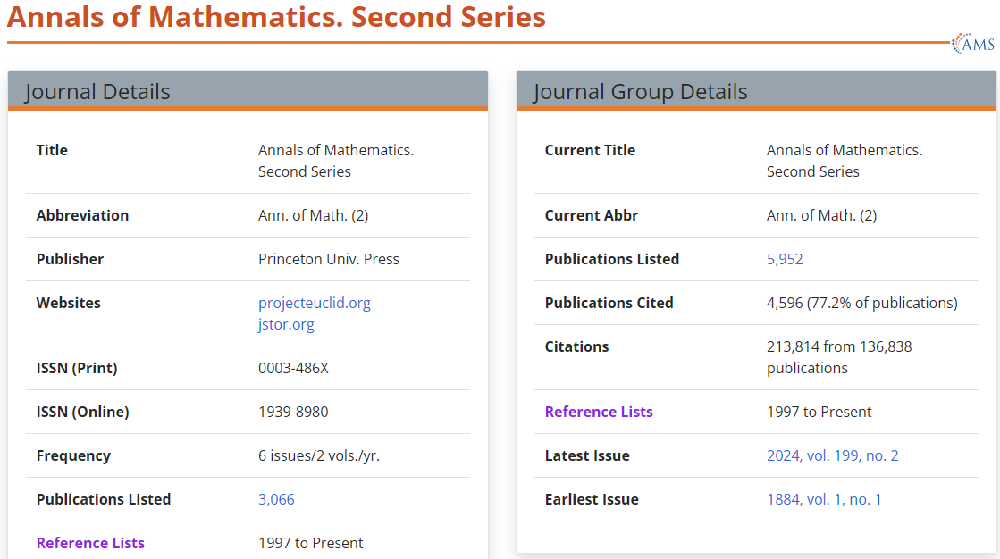 Annals of Mathematics. Second Series
AMS
Journal Details
Title Annals of Mathematics.
Second Series
Abbreviation Ann. of Math. (2)
Publisher Princeton Univ. Press
Websites projecteuclid.org
jstor.org
ISSN (Print) 0003-486X
ISSN (Online) 1939-8980
Frequency 6 issues/2 vols./yr.
Publications Listed 3,066
Reference Lists 1997 to Present
Journal Group Details
Current Title Annals of Mathematics.
Second Series
Current Abbr Ann. of Math. (2)
Publications Listed 5,952
Publications Cited 4,596 (77.2% of publications)
Citations 213,814 from 136,838
publications
Reference Lists 1997 to Present
Latest Issue 2024, vol. 199, no. 2
Earliest Issue 1884, vol. 1, no. 1